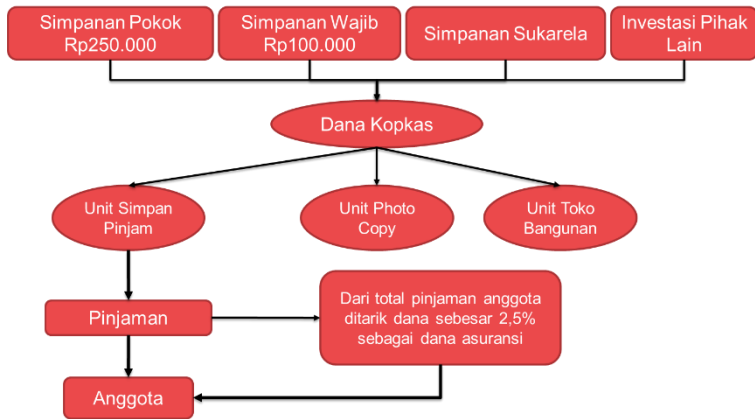 Simpanan Pokok
Rp250.000
Simpanan Wajib
Rp100.000
Simpanan Sukarela
Investasi Pihak
Lain
Dana Kopkas
Unit Simpan
Pinjam
Unit Photo
Copy
Unit Toko
Bangunan
Pinjaman
Dari total pinjaman anggota
ditarik dana sebesar 2,5%
sebagai dana asuransi
Anggota